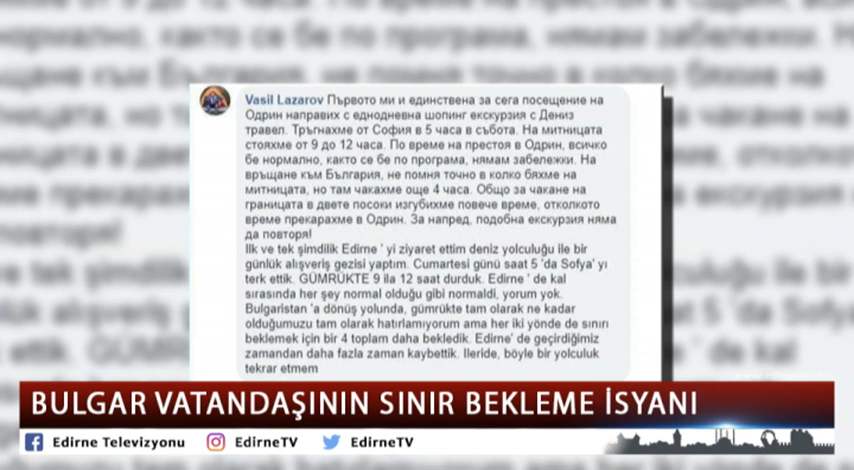 Vasil Lazarov Първото ми и единствена за сега посещение на
Одрин направих с еднодневна шопинг екскурзия с Дениз
травел. Тръгнахме от София в 5 часа в събота. На митницата
стояхме от 9 до 12 часа. По време на престоя в Одрин, всичко
бе нормално, както се бе по програма, нямам забележки. На
връщане към България, не помня точно в колко бяхме на
митницата, но там чакахме още 4 часа. Общо за чакане на
границата в двете посоки изгубихме повече време, отколкото
време прекарахме в Одрин. За напред, подобна екскурзия няма
да повторя!
Ilk ve tek şimdilik Edirne ' yi ziyaret ettim deniz yolculuğu ile bir
günlük alışveriş gezisi yaptım. Cumartesi günü saat 5 'da Sofya' yı
terk ettik. GÜMRÜKTE 9 ila 12 saat durduk. Edirne ' de kal
sırasında her şey normal olduğu gibi normaldi, yorum yok.
Bulgaristan 'a dönüş yolunda, gümrükte tam olarak ne kadar
olduğumuzu tam olarak hatırlamıyorum ama her iki yönde de sınırı
beklemek için bir 4 toplam daha bekledik. Edirne' de geçirdiğimiz
zamandan daha fazla zaman kaybettik. Ileride, böyle bir yolculuk
tekrar etmem
BULGAR VATANDAŞININ SINIR BEKLEME İSYANI
Edirne Televizyonu EdirneTV EdirneTV